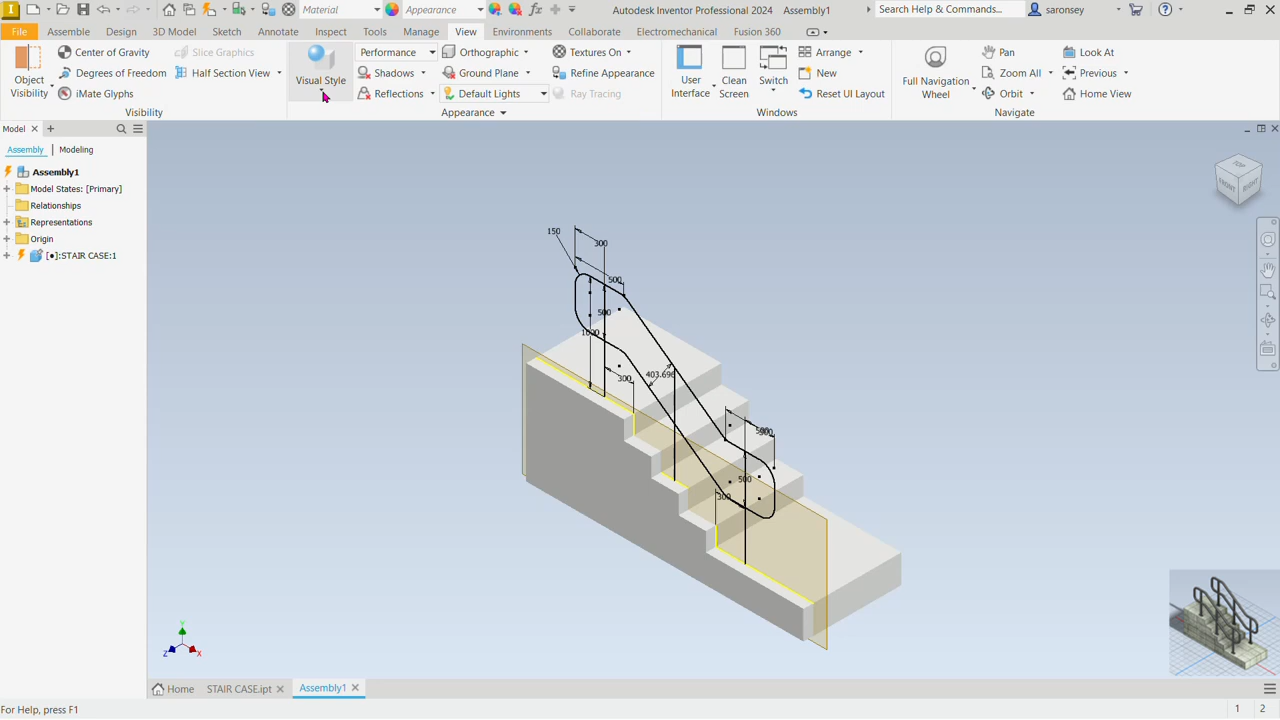 Material
Appearance
Autodesk Inventor Professional 2024 Assembly1
Search Help & Commands...
saronsey
File
Assemble
Design
3D Model
Sketch
Annotate
Inspect
Tools
Manage
View
Environments
Collaborate
Electromechanical
Fusion 360
Object
Visibility
Center of Gravity
Degrees of Freedom
iMate Glyphs
Slice Graphics
Half Section View
Visibility
Visual Style
Performance
Shadows
Reflections
Orthographic
Ground Plane
Default Lights
Textures On
Refine Appearance
Ray Tracing
Appearance
User
Interface
Clean
Screen
Switch
Arrange
New
Reset UI Layout
Windows
Full Navigation
Wheel
Pan
Zoom All
Orbit
Look At
Previous
Home View
Navigate
Model
Assembly
Modeling
Assembly1
Model States: [Primary]
Relationships
Representations
Origin
[●]:STAIR CASE:1
TOP
FRONT
RIGHT
150
300
500
500
1000
300
403.698
500
300
Y
Z
X
Home
STAIR CASE.ipt
Assembly1
For Help, press F1
1
2